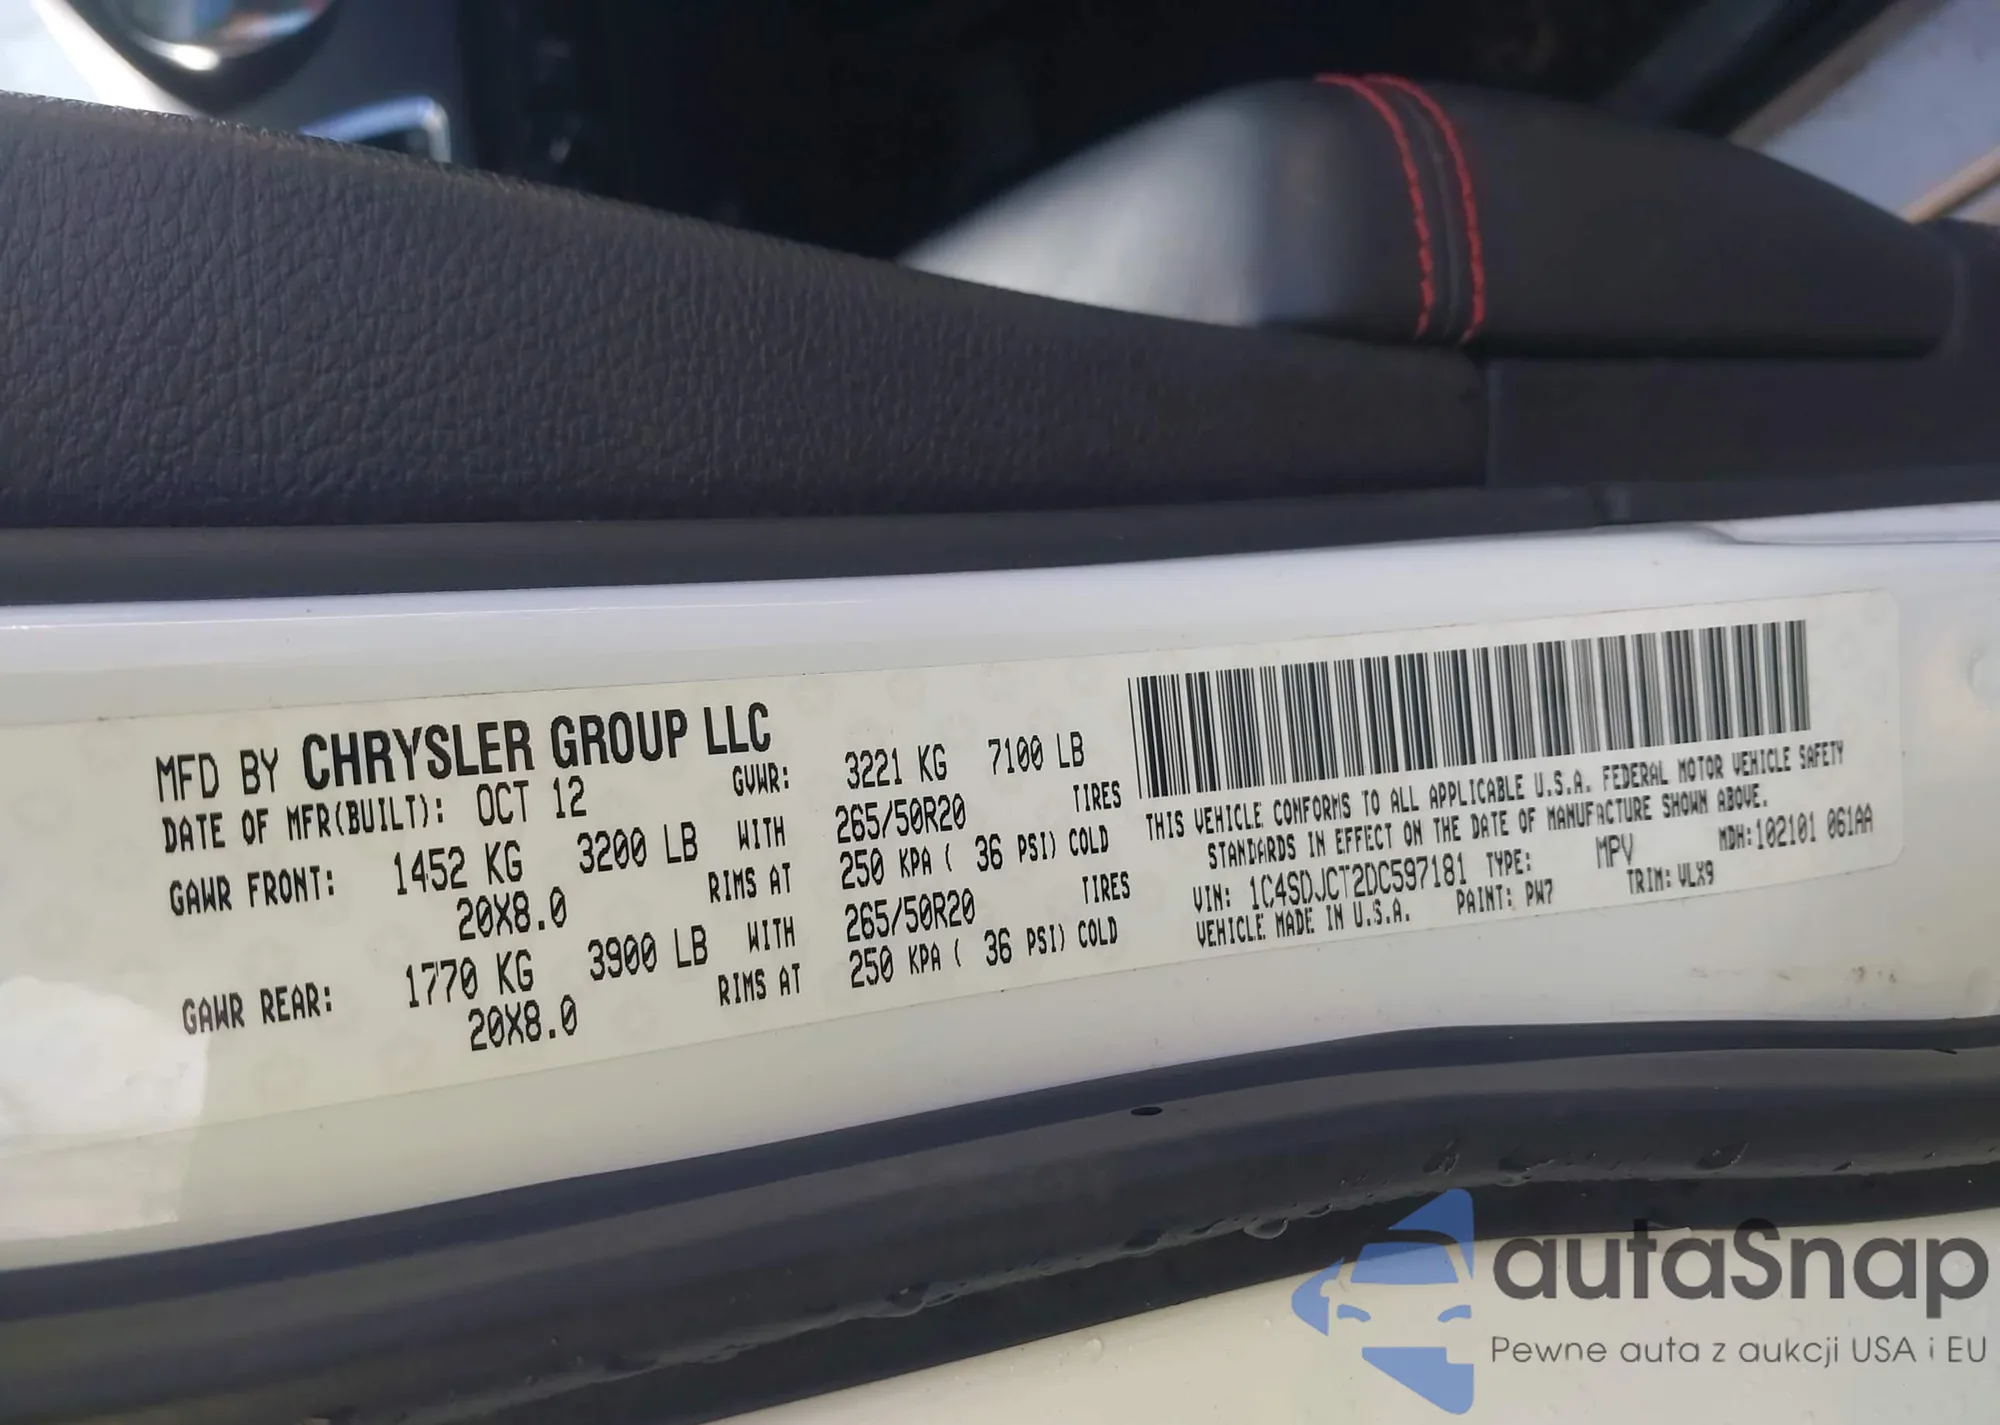 MFD BY CHRYSLER GROUP LLC
DATE OF MFR(BUILT): OCT 12 GVWR: 3221 KG 7100 LB
GAWR FRONT: 1452 KG 3200 LB WITH 265/50R20 TIRES
20X8.0 RIMS AT 250 KPA ( 36 PSI) COLD
GAWR REAR: 1770 KG 3900 LB WITH 265/50R20 TIRES
20X8.0 RIMS AT 250 KPA ( 36 PSI) COLD
THIS VEHICLE CONFORMS TO ALL APPLICABLE U.S.A. FEDERAL MOTOR VEHICLE SAFETY
STANDARDS IN EFFECT ON THE DATE OF MANUFACTURE SHOWN ABOVE.
MDH:102101 061AA
VIN: 1C4SDJCT2DC597181 TYPE: MPV
VEHICLE MADE IN U.S.A. PAINT: PW7 TRIM: VLX9
autaSnap
Pewne auta z aukcji USA i EU